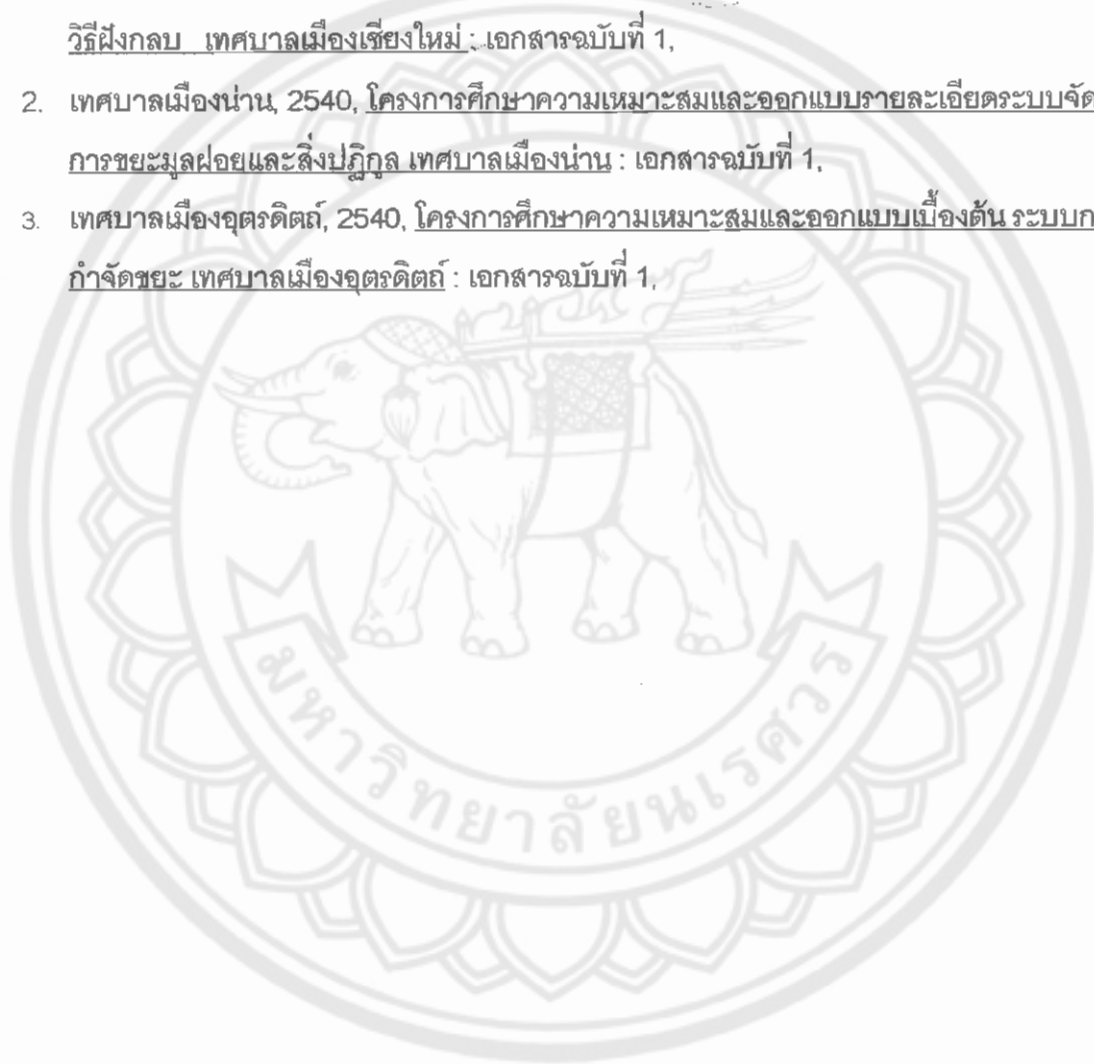 วิธีฝังกลบ เทศบาลเมืองเชียงใหม่ : เอกสารฉบับที่ 1,
2. เทศบาลเมืองน่าน, 2540, โครงการศึกษาความเหมาะสมและออกแบบรายละเอียดระบบจัด
การขยะมูลฝอยและสิ่งปฏิกูล เทศบาลเมืองน่าน : เอกสารฉบับที่ 1,
3. เทศบาลเมืองอุตรดิตถ์, 2540, โครงการศึกษาความเหมาะสมและออกแบบเบื้องต้น ระบบก
กำจัดขยะ เทศบาลเมืองอุตรดิตถ์ : เอกสารฉบับที่ 1,
มหาวิทยาลัยนเรศวร